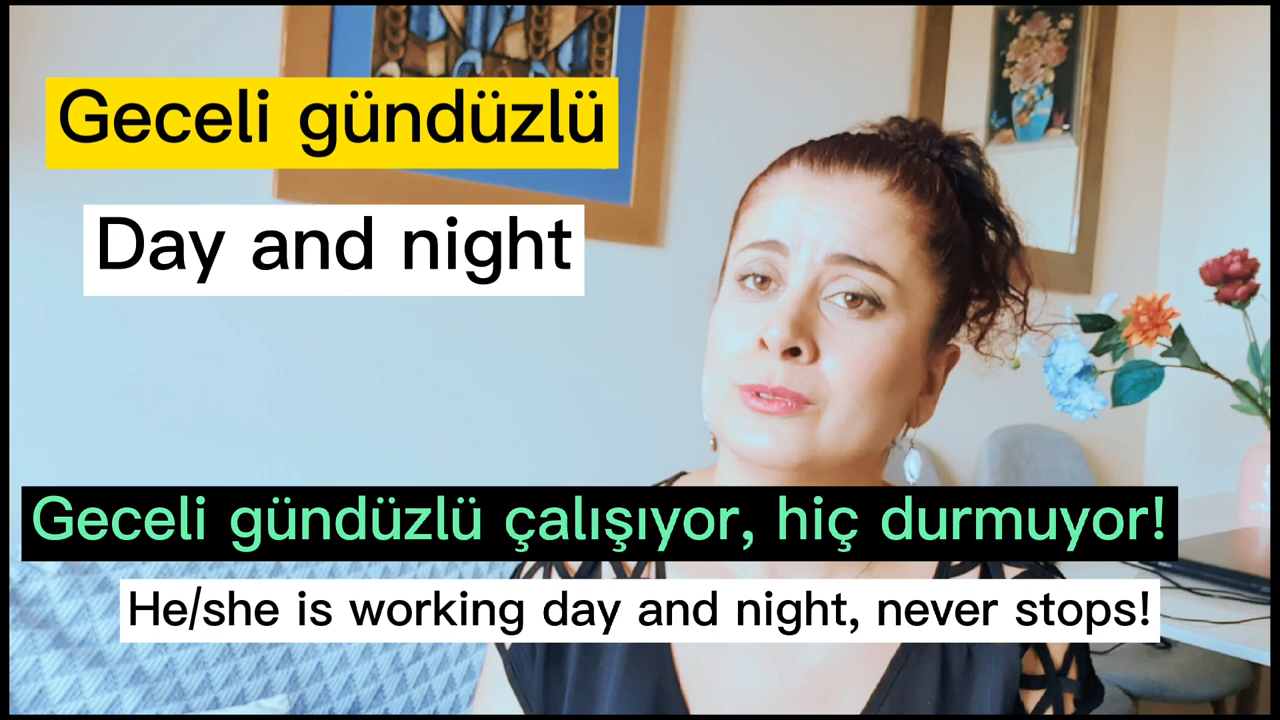 Geceli gündüzlü
Day and night
Geceli gündüzlü çalışıyor, hiç durmuyor!
He/she is working day and night, never stops!